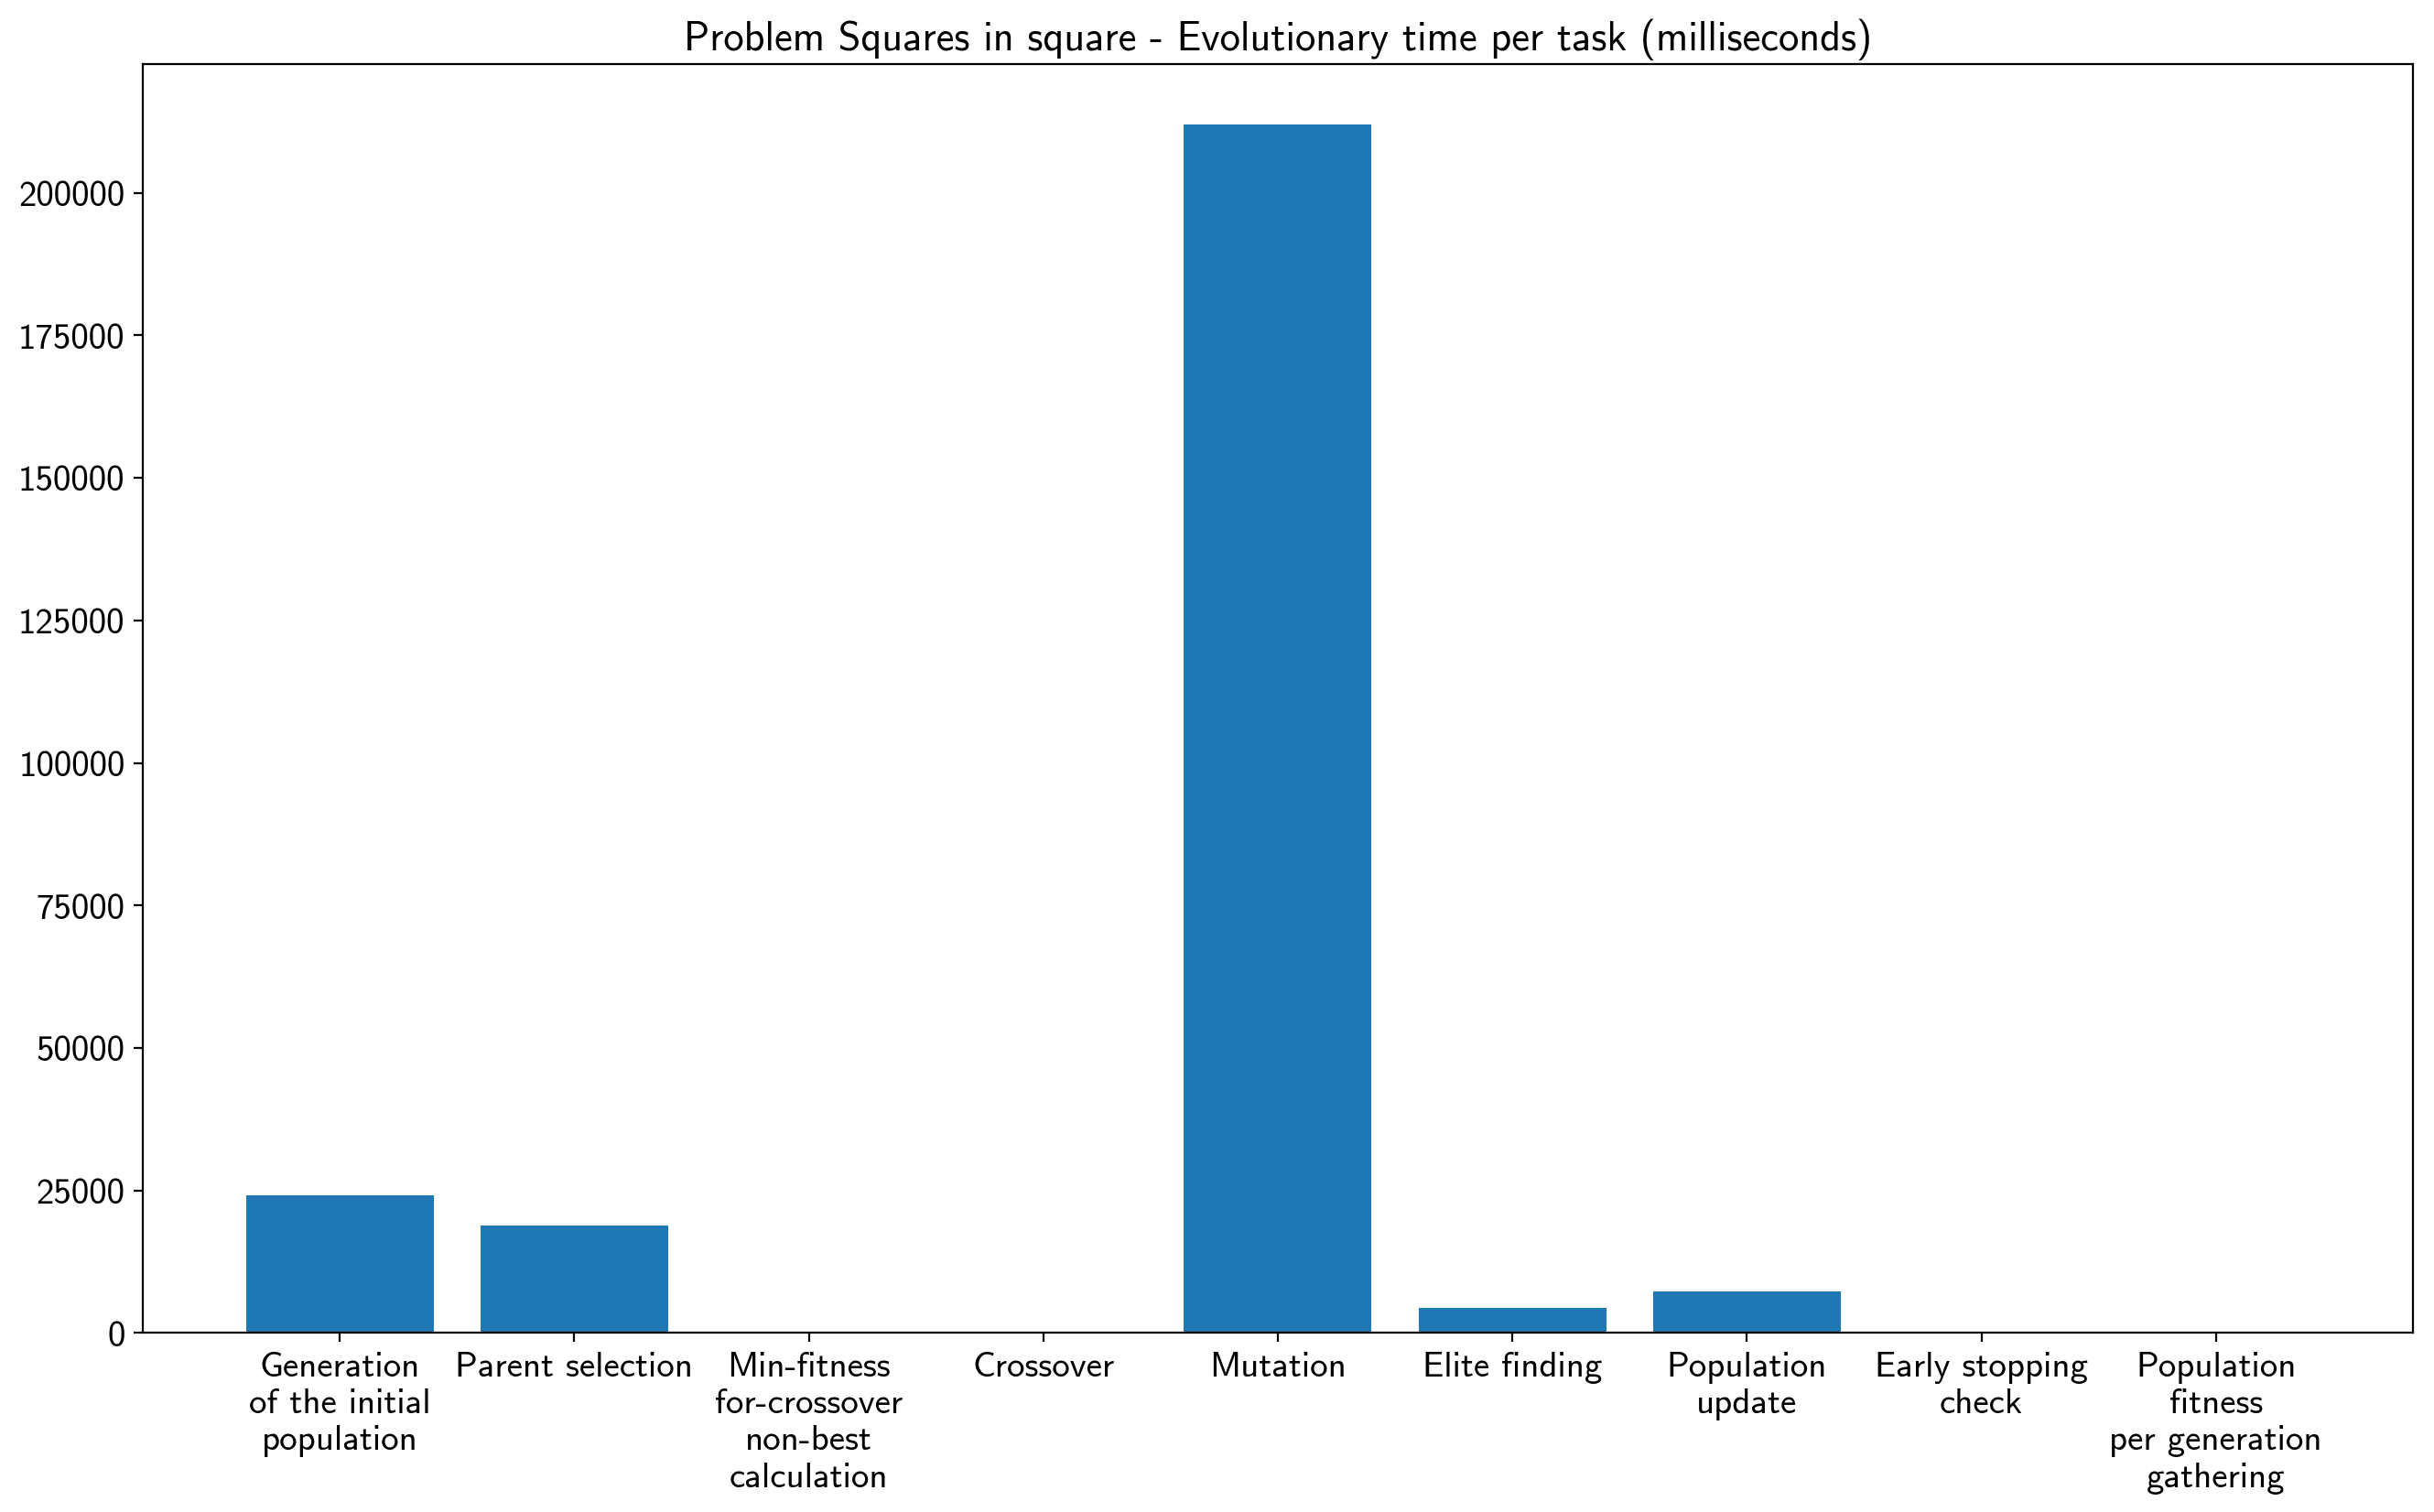 Problem Squares in square - Evolutionary time per task (milliseconds)
200000
175000
150000
125000
100000
75000
50000
25000
0
Generation
of the initial
population
Parent selection
Min-fitness
for-crossover
non-best
calculation
Crossover
Mutation
Elite finding
Population
update
Early stopping
check
Population
fitness
per generation
gathering